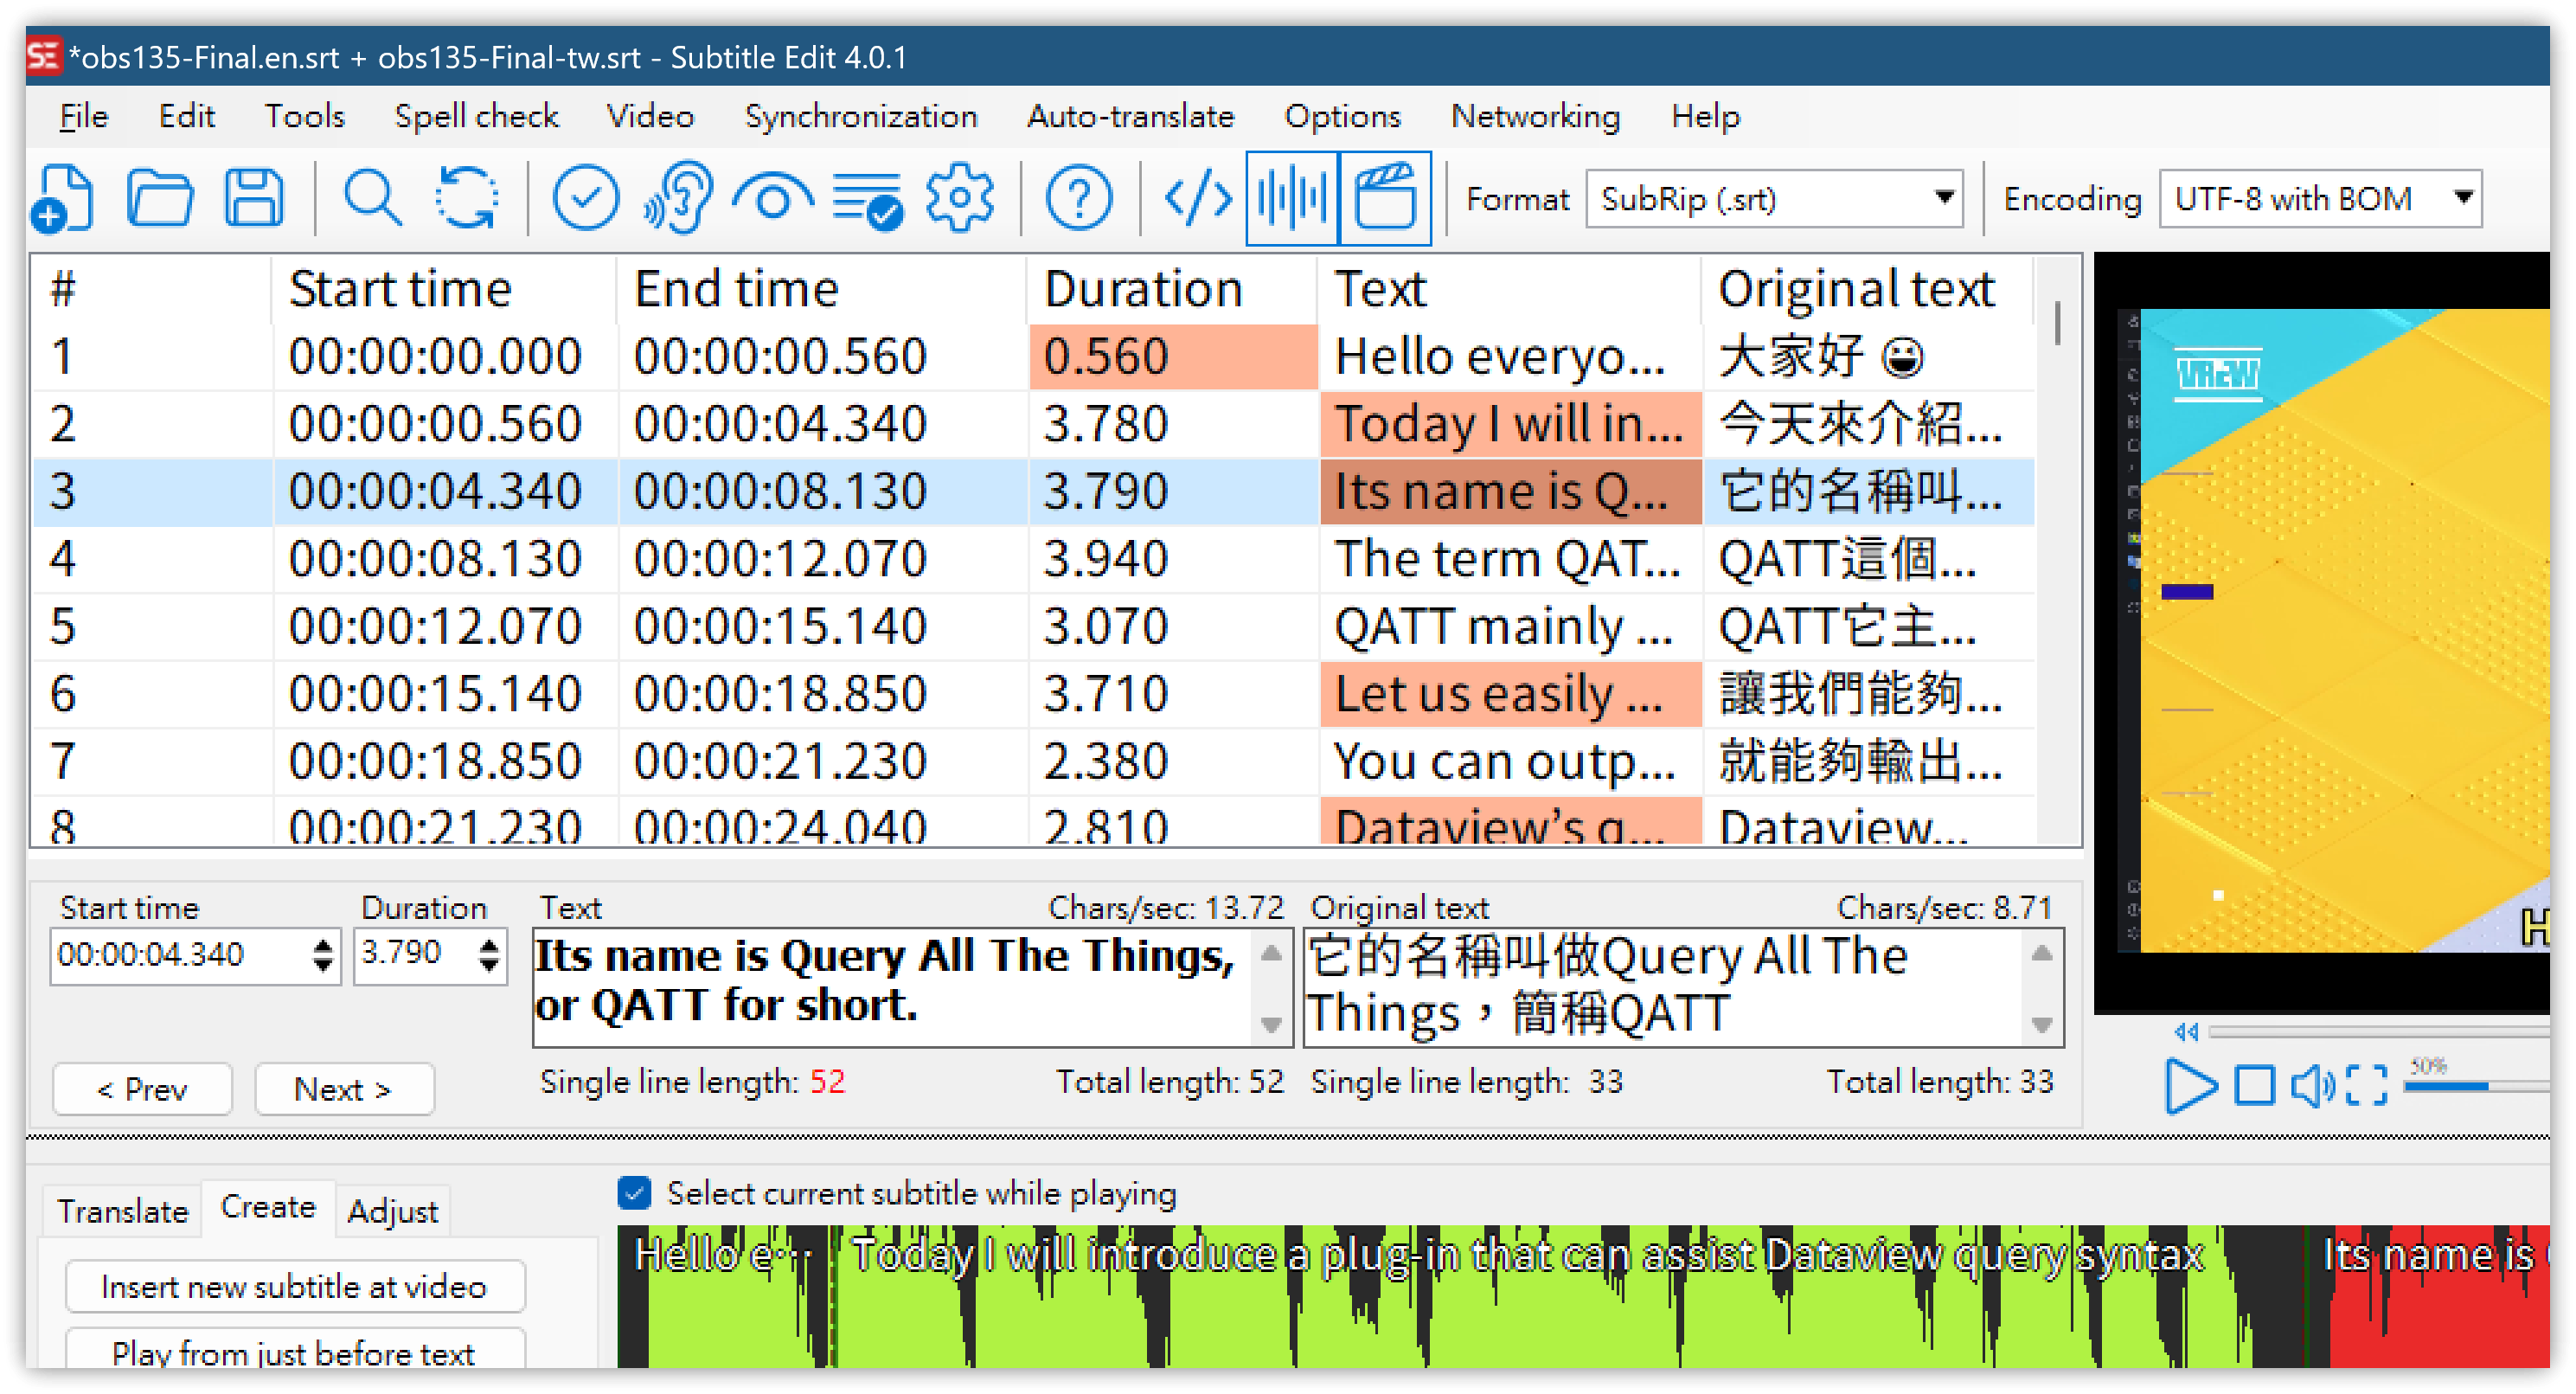 *obs135-Final.en.srt + obs135-Final-tw.srt - Subtitle Edit 4.0.1
File Edit Tools Spell check Video Synchronization Auto-translate Options Networking Help
Format SubRip (.srt) Encoding UTF-8 with BOM
# Start time End time Duration Text Original text
1 00:00:00.000 00:00:00.560 0.560 Hello everyo... 大家好 😀
2 00:00:00.560 00:00:04.340 3.780 Today I will in... 今天來介紹...
3 00:00:04.340 00:00:08.130 3.790 Its name is Q... 它的名稱叫...
4 00:00:08.130 00:00:12.070 3.940 The term QAT... QATT這個...
5 00:00:12.070 00:00:15.140 3.070 QATT mainly ... QATT它主...
6 00:00:15.140 00:00:18.850 3.710 Let us easily ... 讓我們能夠...
7 00:00:18.850 00:00:21.230 2.380 You can outp... 就能夠輸出...
8 00:00:21.230 00:00:24.040 2.810 Dataview’s q... Dataview...
VREW
Start time Duration Text Chars/sec: 13.72 Original text Chars/sec: 8.71
00:00:04.340 3.790
Its name is Query All The Things,
or QATT for short.
它的名稱叫做Query All The
Things，簡稱QATT
< Prev Next > Single line length: 52 Total length: 52 Single line length: 33 Total length: 33
50%
H
Translate Create Adjust
Select current subtitle while playing
Hello e… Today I will introduce a plug-in that can assist Dataview query syntax Its name is
Insert new subtitle at video
Play from just before text